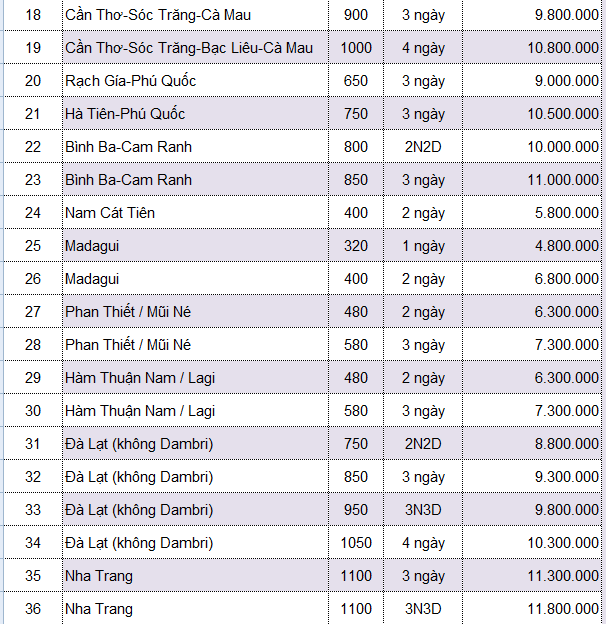 18 Cần Thơ-Sóc Trăng-Cà Mau 900 3 ngày 9.800.000
19 Cần Thơ-Sóc Trăng-Bạc Liêu-Cà Mau 1000 4 ngày 10.800.000
20 Rạch Gía-Phú Quốc 650 3 ngày 9.000.000
21 Hà Tiên-Phú Quốc 750 3 ngày 10.500.000
22 Bình Ba-Cam Ranh 800 2N2D 10.000.000
23 Bình Ba-Cam Ranh 850 3 ngày 11.000.000
24 Nam Cát Tiên 400 2 ngày 5.800.000
25 Madagui 320 1 ngày 4.800.000
26 Madagui 400 2 ngày 6.800.000
27 Phan Thiết / Mũi Né 480 2 ngày 6.300.000
28 Phan Thiết / Mũi Né 580 3 ngày 7.300.000
29 Hàm Thuận Nam / Lagi 480 2 ngày 6.300.000
30 Hàm Thuận Nam / Lagi 580 3 ngày 7.300.000
31 Đà Lạt (không Dambri) 750 2N2D 8.800.000
32 Đà Lạt (không Dambri) 850 3 ngày 9.300.000
33 Đà Lạt (không Dambri) 950 3N3D 9.800.000
34 Đà Lạt (không Dambri) 1050 4 ngày 10.300.000
35 Nha Trang 1100 3 ngày 11.300.000
36 Nha Trang 1100 3N3D 11.800.000